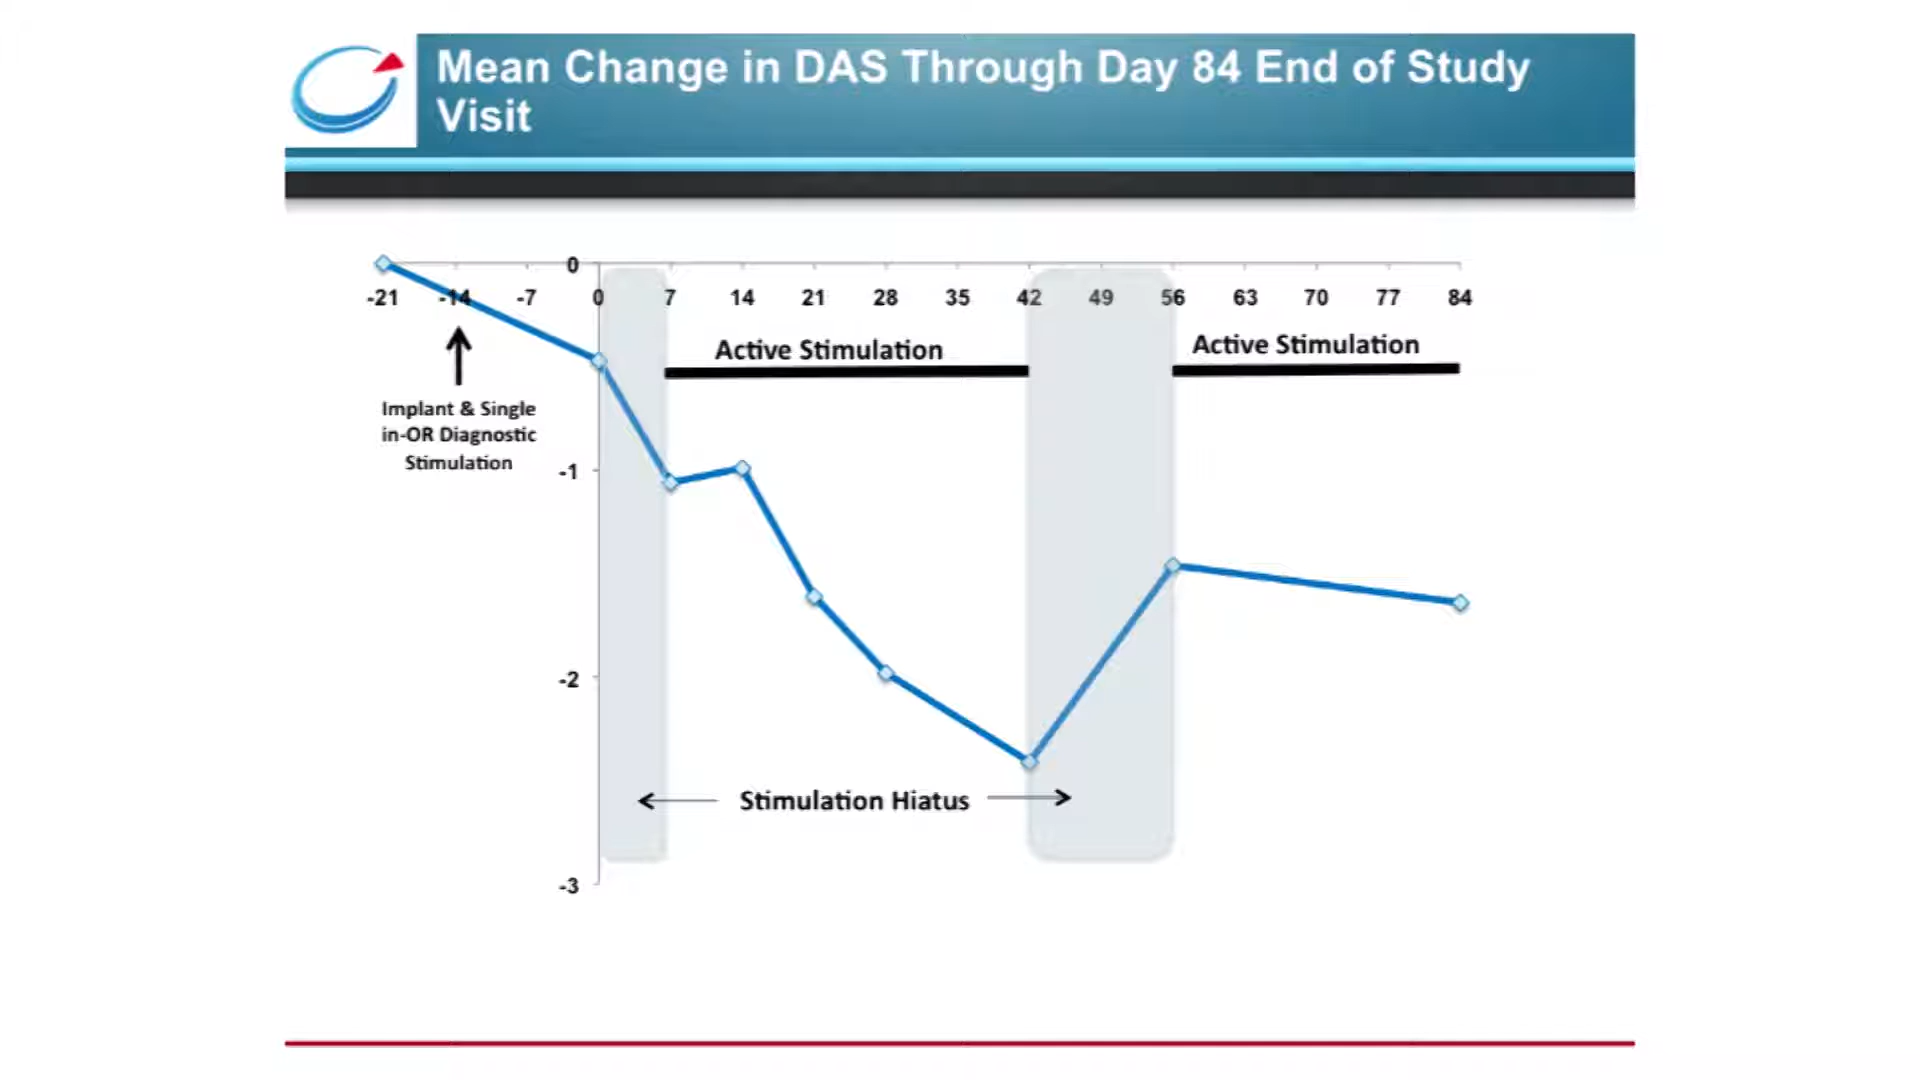 Mean Change in DAS Through Day 84 End of Study
Visit
0
-21 -14 -7 0 7 14 21 28 35 42 49 56 63 70 77 84
Active Stimulation
Active Stimulation
Implant & Single
in-OR Diagnostic
Stimulation
-1
-2
Stimulation Hiatus
-3